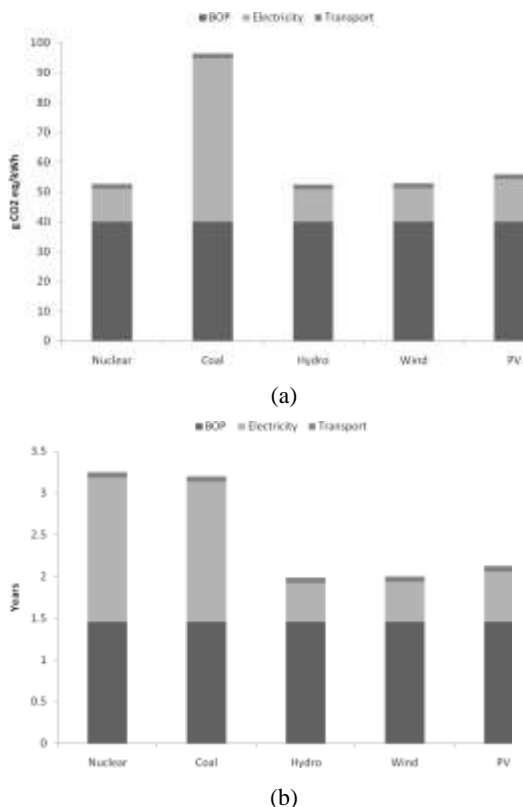 BOP Electricity Transport
100
90
80
70
60
50
40
30
20
10
0
g CO2 eq/kWh
Nuclear Coal Hydro Wind PV
(a)
BOP Electricity Transport
3.5
3
2.5
2
1.5
1
0.5
0
Years
Nuclear Coal Hydro Wind PV
(b)